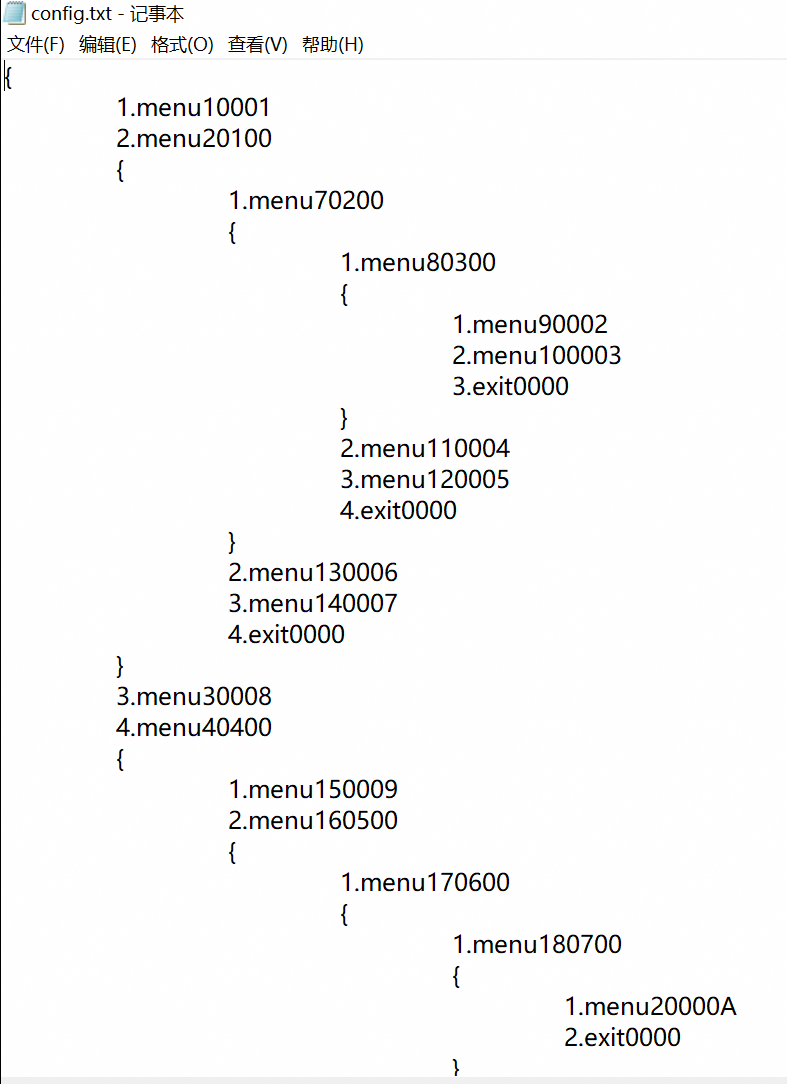 config.txt - 记事本
文件(F) 编辑(E) 格式(O) 查看(V) 帮助(H)
{
1.menu10001
2.menu20100
{
1.menu70200
{
1.menu80300
{
1.menu90002
2.menu100003
3.exit0000
}
2.menu110004
3.menu120005
4.exit0000
}
2.menu130006
3.menu140007
4.exit0000
}
3.menu30008
4.menu40400
{
1.menu150009
2.menu160500
{
1.menu170600
{
1.menu180700
{
1.menu20000A
2.exit0000
}